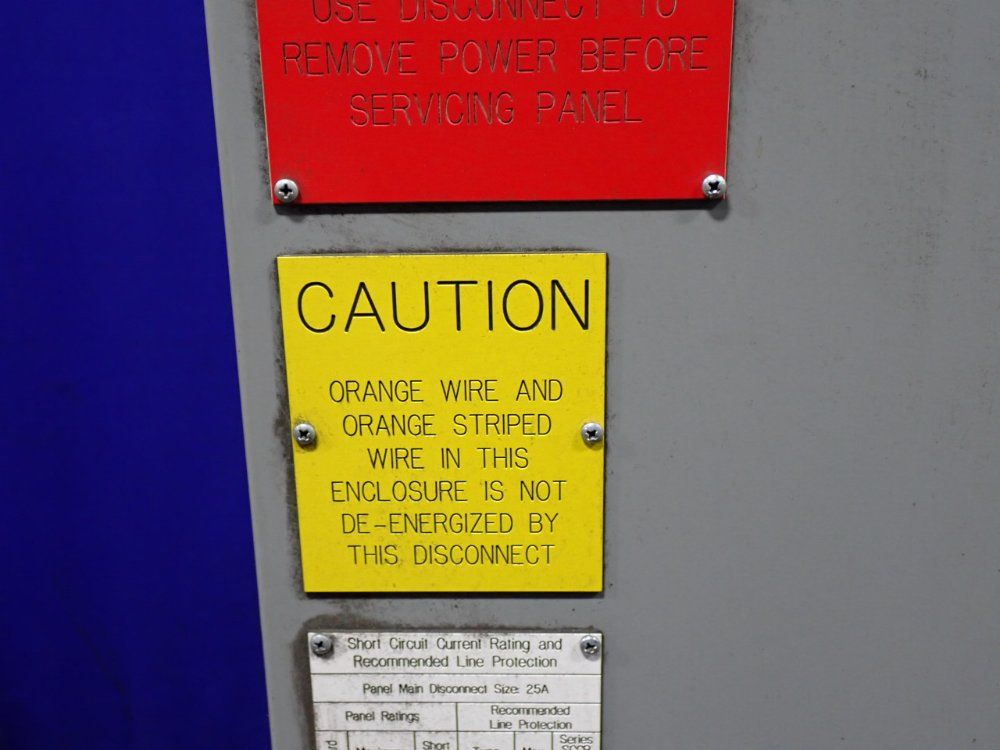 USE DISCONNECT TO
REMOVE POWER BEFORE
SERVICING PANEL
CAUTION
ORANGE WIRE AND
ORANGE STRIPED
WIRE IN THIS
ENCLOSURE IS NOT
DE-ENERGIZED BY
THIS DISCONNECT
Short Circuit Current Rating and
Recommended Line Protection
Panel Main Disconnect Size: 25A
Panel Ratings
Recommended
Line Protection
Short
Series